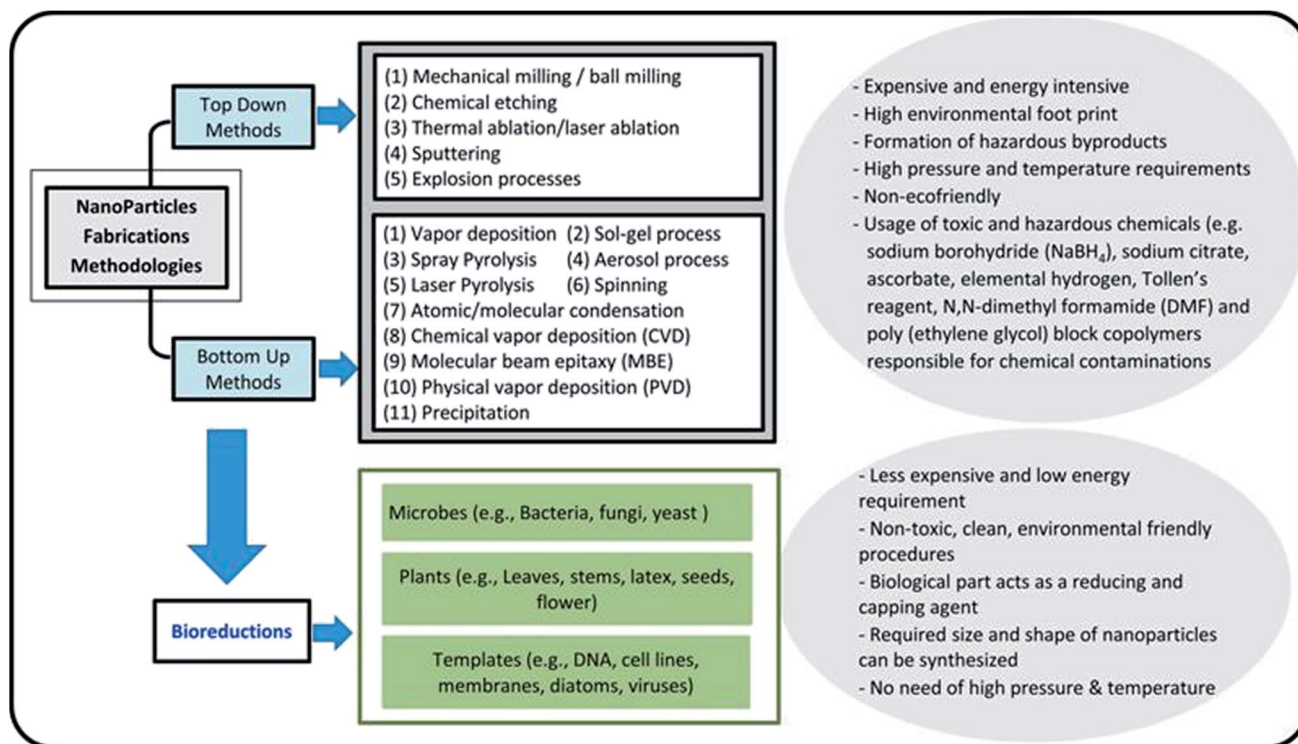 NanoParticles
Fabrications
Methodologies
Top Down
Methods
(1) Mechanical milling / ball milling
(2) Chemical etching
(3) Thermal ablation/laser ablation
(4) Sputtering
(5) Explosion processes
Bottom Up
Methods
(1) Vapor deposition (2) Sol-gel process
(3) Spray Pyrolysis (4) Aerosol process
(5) Laser Pyrolysis (6) Spinning
(7) Atomic/molecular condensation
(8) Chemical vapor deposition (CVD)
(9) Molecular beam epitaxy (MBE)
(10) Physical vapor deposition (PVD)
(11) Precipitation
- Expensive and energy intensive
- High environmental foot print
- Formation of hazardous byproducts
- High pressure and temperature requirements
- Non-ecofriendly
- Usage of toxic and hazardous chemicals (e.g.
sodium borohydride (NaBH₄), sodium citrate,
ascorbate, elemental hydrogen, Tollen’s
reagent, N,N-dimethyl formamide (DMF) and
poly (ethylene glycol) block copolymers
responsible for chemical contaminations
Bioreductions
Microbes (e.g., Bacteria, fungi, yeast )
Plants (e.g., Leaves, stems, latex, seeds,
flower)
Templates (e.g., DNA, cell lines,
membranes, diatoms, viruses)
- Less expensive and low energy
requirement
- Non-toxic, clean, environmental friendly
procedures
- Biological part acts as a reducing and
capping agent
- Required size and shape of nanoparticles
can be synthesized
- No need of high pressure & temperature